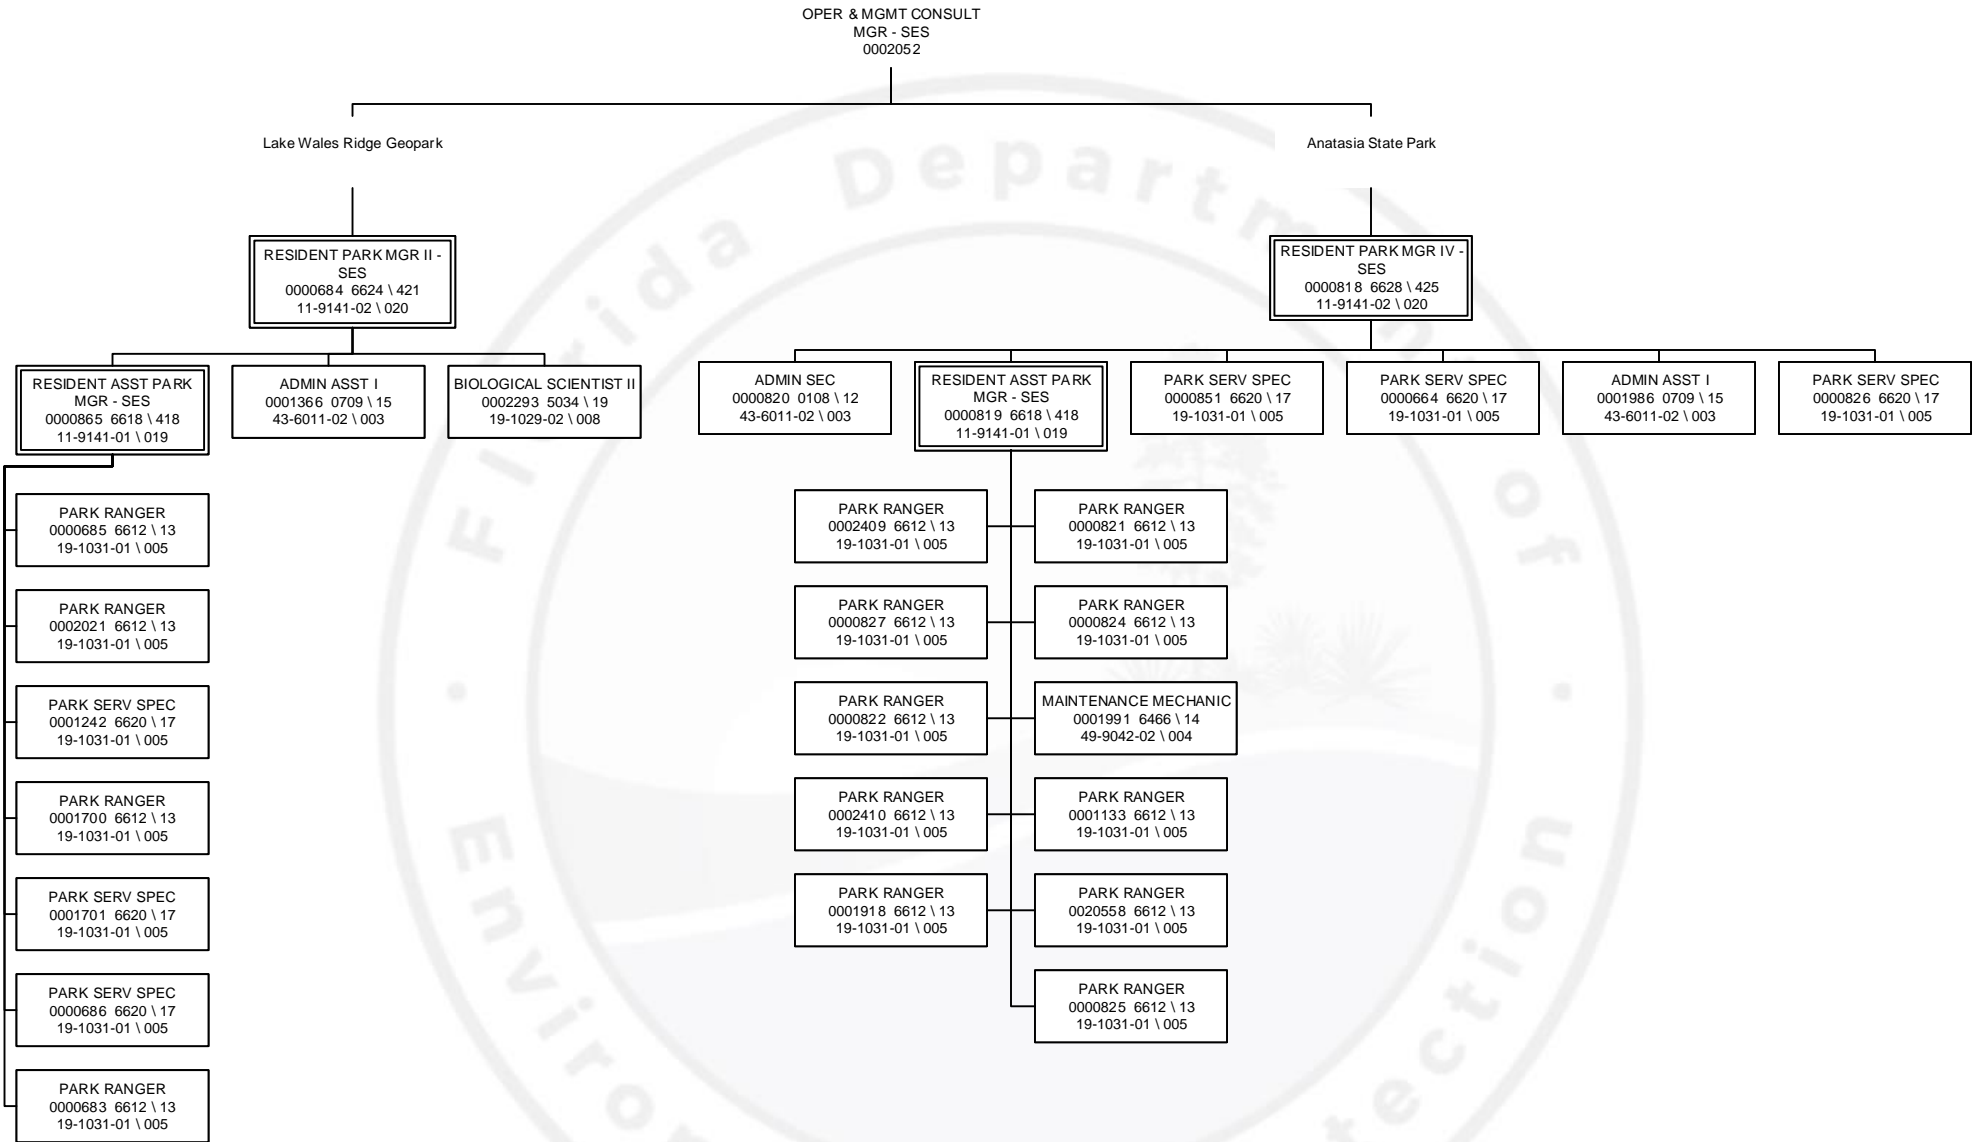 OPER & MGMT CONSULT
MGR - SES
0002052
Lake Wales Ridge Geopark
Anatasia State Park
RESIDENT PARK MGR II -
SES
0000684 6624 \ 421
11-9141-02 \ 020
RESIDENT PARK MGR IV -
SES
0000818 6628 \ 425
11-9141-02 \ 020
RESIDENT ASST PARK
MGR - SES
0000865 6618 \ 418
11-9141-01 \ 019
ADMIN ASST I
0001366 0709 \ 15
43-6011-02 \ 003
BIOLOGICAL SCIENTIST II
0002293 5034 \ 19
19-1029-02 \ 008
ADMIN SEC
0000820 0108 \ 12
43-6011-02 \ 003
RESIDENT ASST PARK
MGR - SES
0000819 6618 \ 418
11-9141-01 \ 019
PARK SERV SPEC
0000851 6620 \ 17
19-1031-01 \ 005
PARK SERV SPEC
0000664 6620 \ 17
19-1031-01 \ 005
ADMIN ASST I
0001986 0709 \ 15
43-6011-02 \ 003
PARK SERV SPEC
0000826 6620 \ 17
19-1031-01 \ 005
PARK RANGER
0000685 6612 \ 13
19-1031-01 \ 005
PARK RANGER
0002021 6612 \ 13
19-1031-01 \ 005
PARK SERV SPEC
0001242 6620 \ 17
19-1031-01 \ 005
PARK RANGER
0001700 6612 \ 13
19-1031-01 \ 005
PARK SERV SPEC
0001701 6620 \ 17
19-1031-01 \ 005
PARK SERV SPEC
0000686 6620 \ 17
19-1031-01 \ 005
PARK RANGER
0000683 6612 \ 13
19-1031-01 \ 005
PARK RANGER
0002409 6612 \ 13
19-1031-01 \ 005
PARK RANGER
0000821 6612 \ 13
19-1031-01 \ 005
PARK RANGER
0000827 6612 \ 13
19-1031-01 \ 005
PARK RANGER
0000824 6612 \ 13
19-1031-01 \ 005
PARK RANGER
0000822 6612 \ 13
19-1031-01 \ 005
MAINTENANCE MECHANIC
0001991 6466 \ 14
49-9042-02 \ 004
PARK RANGER
0002410 6612 \ 13
19-1031-01 \ 005
PARK RANGER
0001133 6612 \ 13
19-1031-01 \ 005
PARK RANGER
0001918 6612 \ 13
19-1031-01 \ 005
PARK RANGER
0020558 6612 \ 13
19-1031-01 \ 005
PARK RANGER
0000825 6612 \ 13
19-1031-01 \ 005
Florida Department of